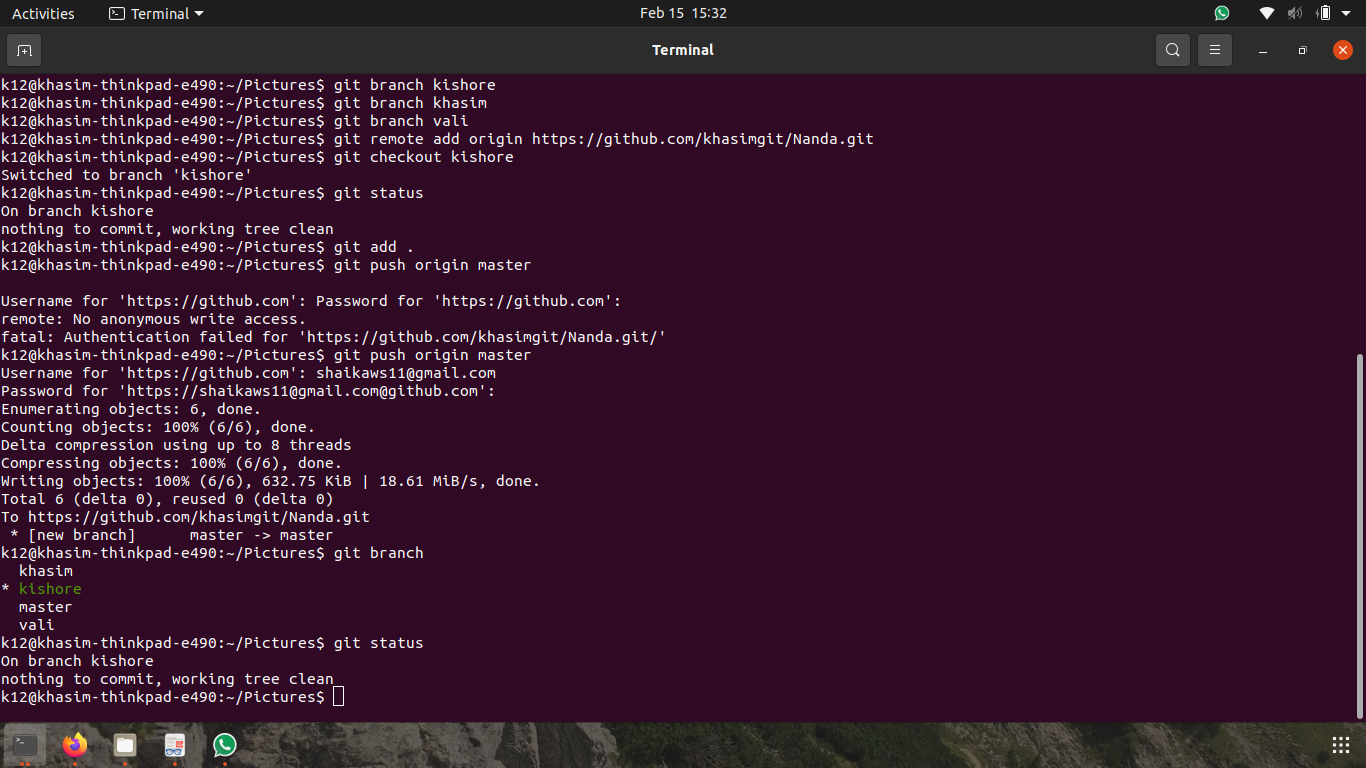 Activities Terminal Feb 15 15:32
Terminal
k12@khasim-thinkpad-e490:~/Pictures$ git branch kishore
k12@khasim-thinkpad-e490:~/Pictures$ git branch khasim
k12@khasim-thinkpad-e490:~/Pictures$ git branch vali
k12@khasim-thinkpad-e490:~/Pictures$ git remote add origin https://github.com/khasimgit/Nanda.git
k12@khasim-thinkpad-e490:~/Pictures$ git checkout kishore
Switched to branch 'kishore'
k12@khasim-thinkpad-e490:~/Pictures$ git status
On branch kishore
nothing to commit, working tree clean
k12@khasim-thinkpad-e490:~/Pictures$ git add .
k12@khasim-thinkpad-e490:~/Pictures$ git push origin master
Username for 'https://github.com': Password for 'https://github.com':
remote: No anonymous write access.
fatal: Authentication failed for 'https://github.com/khasimgit/Nanda.git/'
k12@khasim-thinkpad-e490:~/Pictures$ git push origin master
Username for 'https://github.com': shaikaws11@gmail.com
Password for 'https://shaikaws11@gmail.com@github.com':
Enumerating objects: 6, done.
Counting objects: 100% (6/6), done.
Delta compression using up to 8 threads
Compressing objects: 100% (6/6), done.
Writing objects: 100% (6/6), 632.75 KiB | 18.61 MiB/s, done.
Total 6 (delta 0), reused 0 (delta 0)
To https://github.com/khasimgit/Nanda.git
 * [new branch]      master -> master
k12@khasim-thinkpad-e490:~/Pictures$ git branch
  khasim
* kishore
  master
  vali
k12@khasim-thinkpad-e490:~/Pictures$ git status
On branch kishore
nothing to commit, working tree clean
k12@khasim-thinkpad-e490:~/Pictures$